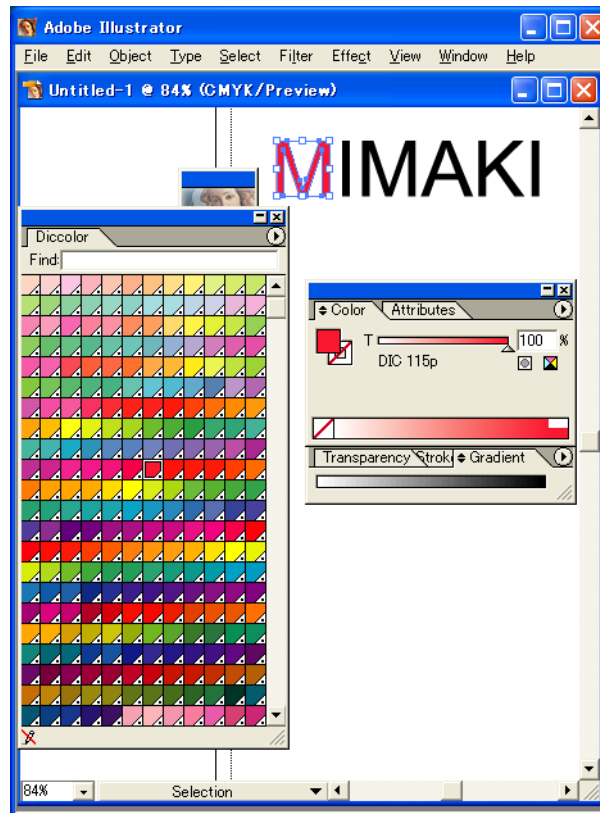 Adobe Illustrator
File Edit Object Type Select Filter Effect View Window Help
Untitled-1 @ 84% (CMYK/Preview)
MIMAKI
Diccolor
Find:
Color Attributes
T 100 %
DIC 115p
Transparency Strok Gradient
84% Selection